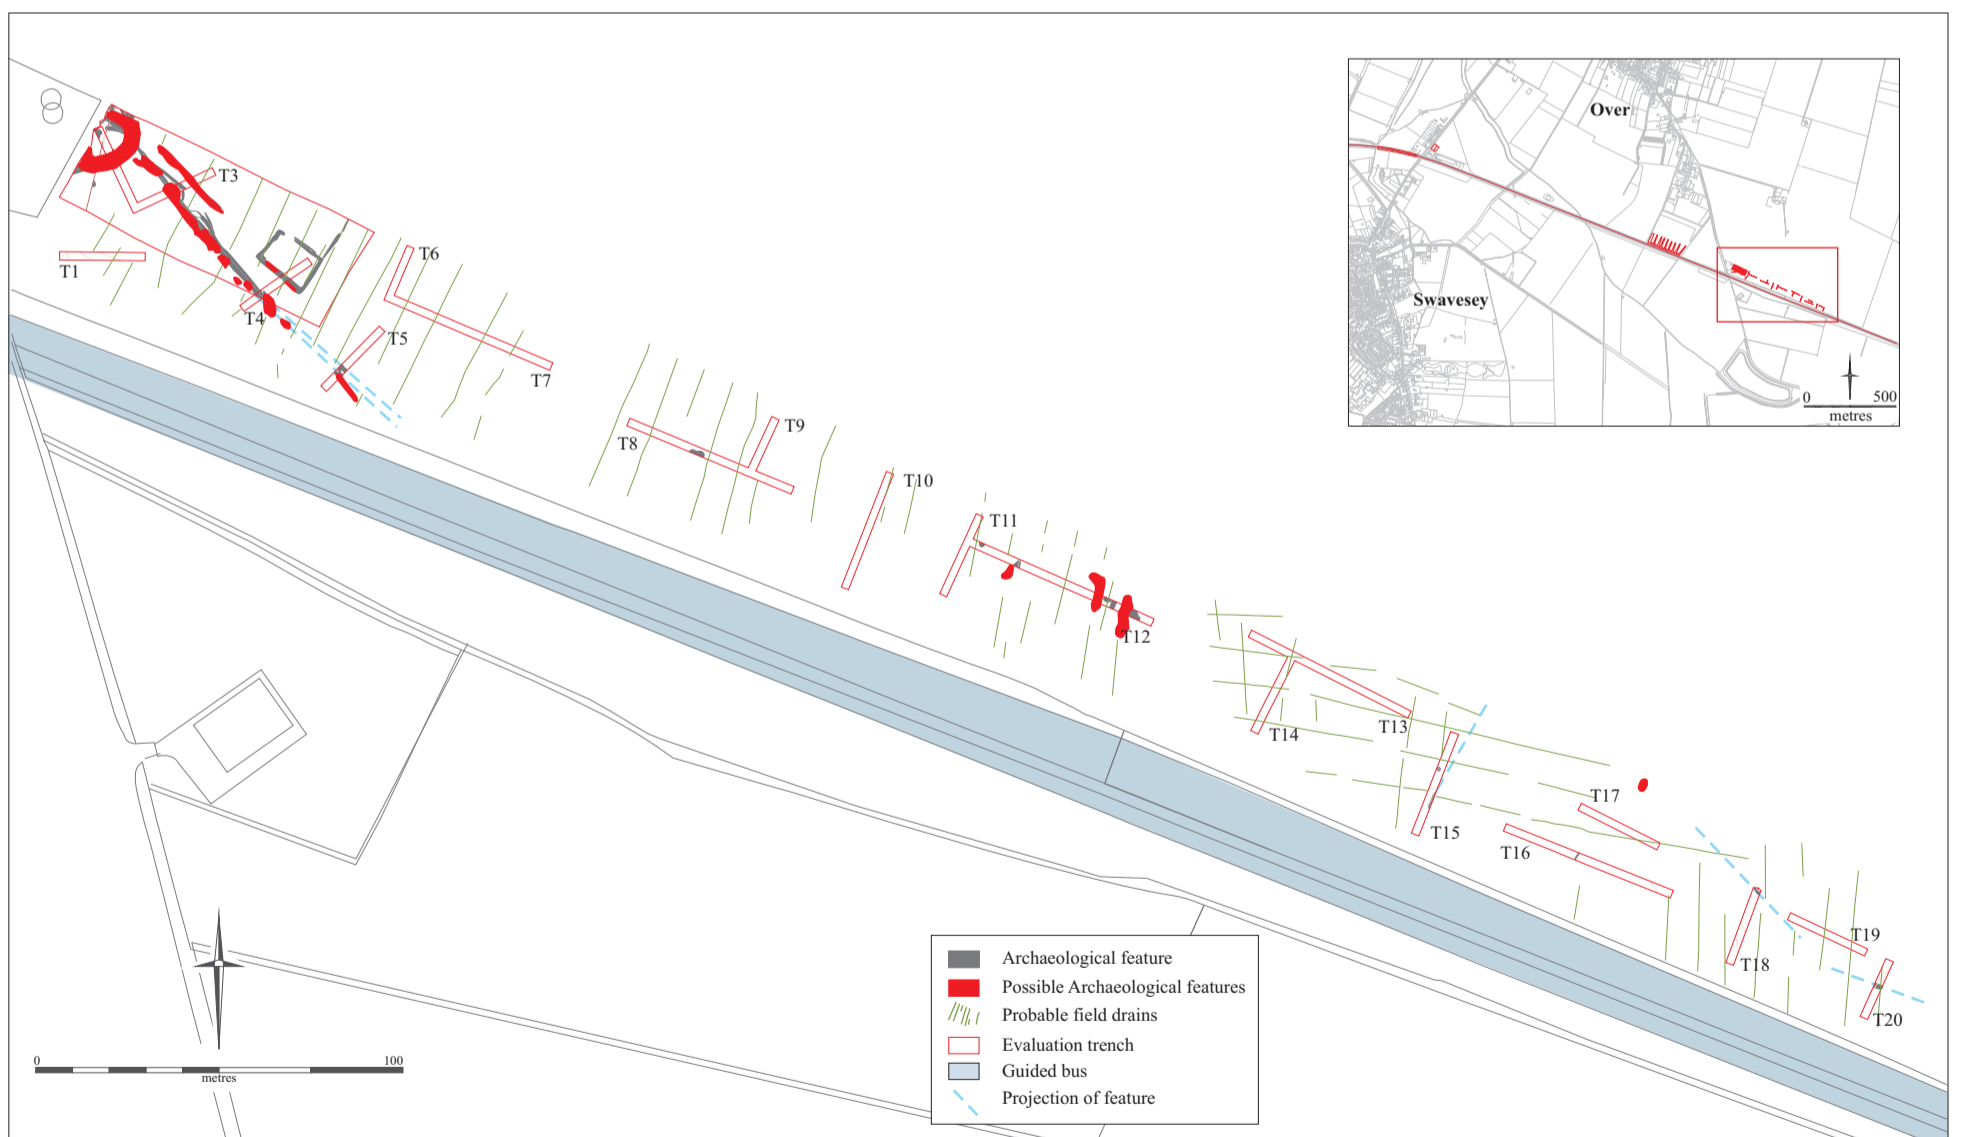 Over
Swavesey
0 500
metres
T3
T1
T6
T4
T5
T7
T8
T9
T10
T11
T12
T13
T14
T15
T16
T17
T18
T19
T20
Archaeological feature
Possible Archaeological features
Probable field drains
Evaluation trench
Guided bus
Projection of feature
0 100
metres